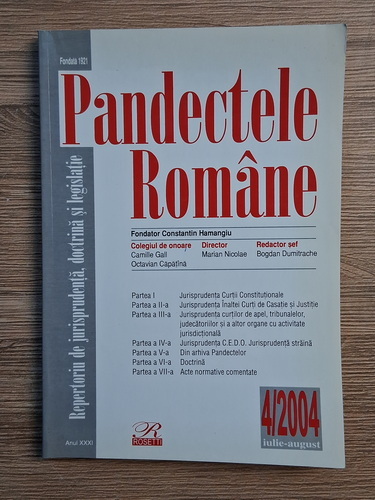 Fondată 1921
Pandectele
Române
Repertoriu de jurisprudență, doctrină și legislație
Fondator Constantin Hamangiu
Colegiul de onoare
Camille Gall
Octavian Căpățînă
Director
Marian Nicolae
Redactor șef
Bogdan Dumitrache
Partea I Jurisprudența Curții Constituționale
Partea a II-a Jurisprudența Înaltei Curți de Casație și Justiție
Partea a III-a Jurisprudența curților de apel, tribunalelor,
judecătoriilor și a altor organe cu activitate
jurisdicțională
Partea a IV-a Jurisprudența C.E.D.O. Jurisprudență străină
Partea a V-a Din arhiva Pandectelor
Partea a VI-a Doctrină
Partea a VII-a Acte normative comentate
4/2004
iulie-august
Anul XXXI
R
ROSETTI